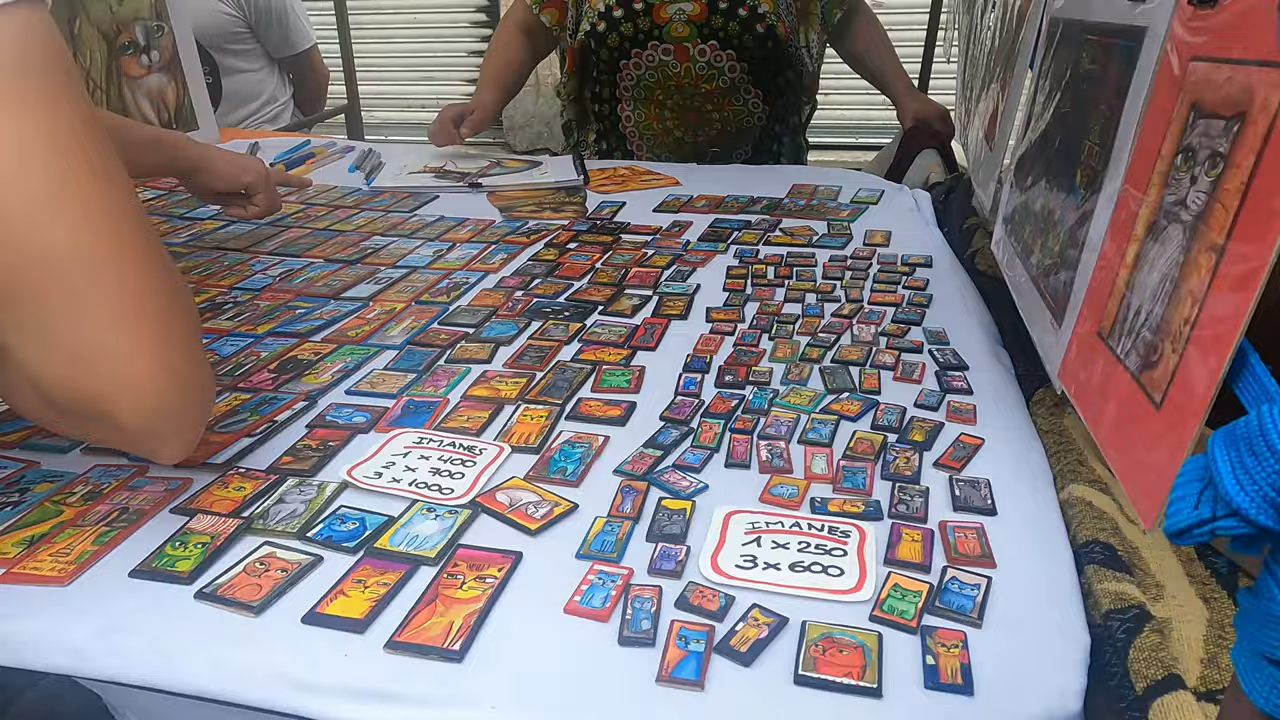 IMANES
1 x 400
2 x 700
3 x 1000
IMANES
1 x 250
3 x 600